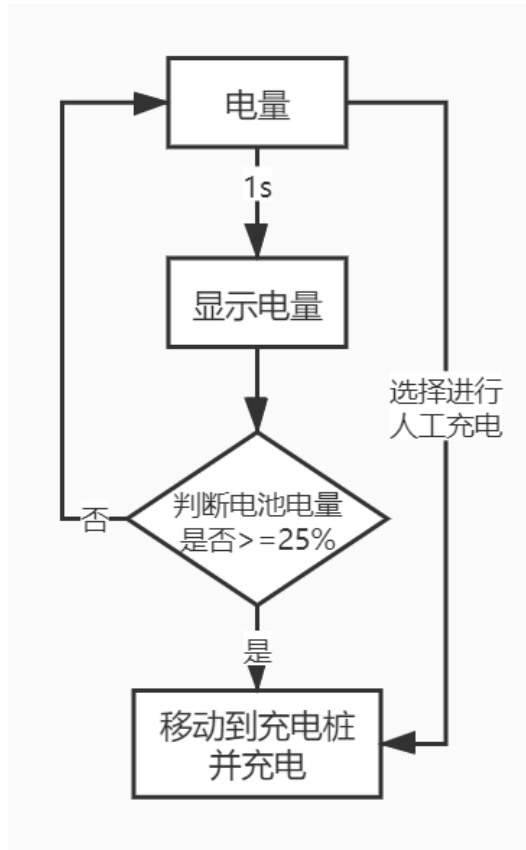 电量
1s
显示电量
选择进行
人工充电
判断电池电量
是否>=25%
否
是
移动到充电桩
并充电